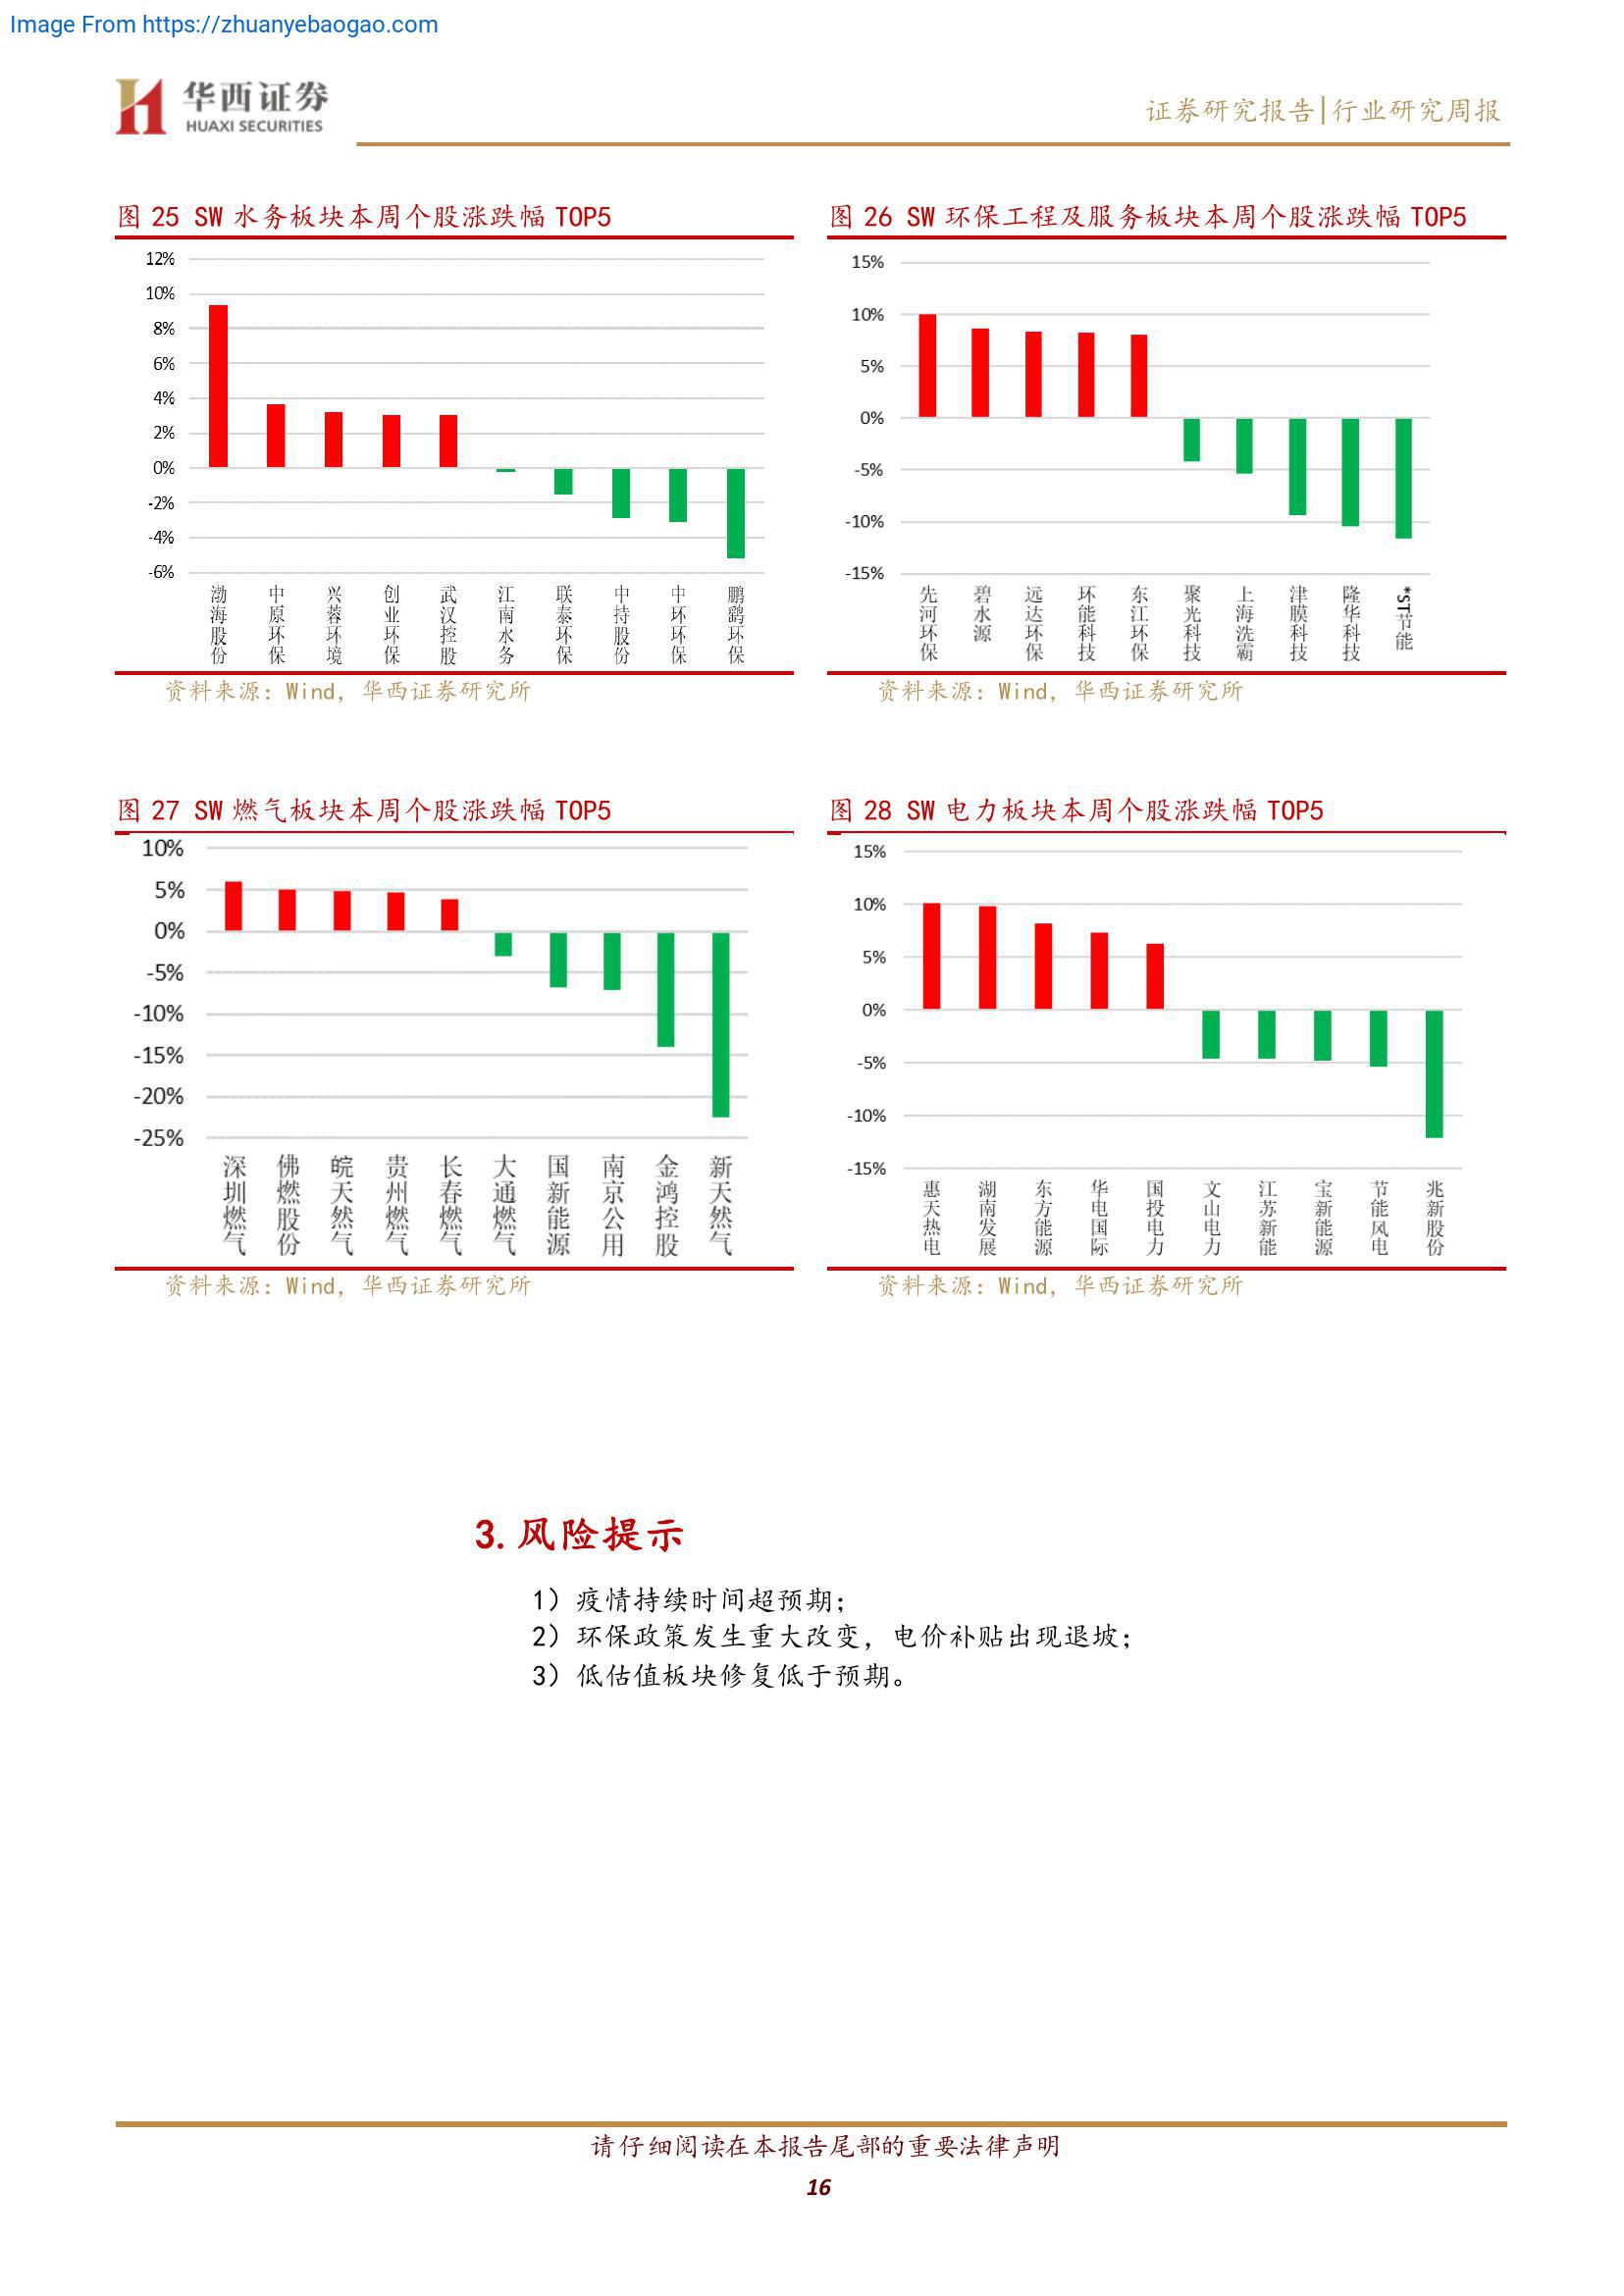 Image From https://zhuanyebaogao.com
华西证券
HUAXI SECURITIES
证券研究报告|行业研究周报
图 25 SW 水务板块本周个股涨跌幅 TOP5
12%
10%
8%
6%
4%
2%
0%
-2%
-4%
-6%
渤海股份
中原环保
兴蓉环境
创业环保
武汉控股
江南水务
联泰环保
中持股份
中环环保
鹏鹞环保
资料来源：Wind，华西证券研究所
图 26 SW 环保工程及服务板块本周个股涨跌幅 TOP5
15%
10%
5%
0%
-5%
-10%
-15%
先河环保
碧水源
远达环保
环能科技
东江环保
聚光科技
上海洗霸
津膜科技
隆华科技
*ST节能
资料来源：Wind，华西证券研究所
图 27 SW 燃气板块本周个股涨跌幅 TOP5
10%
5%
0%
-5%
-10%
-15%
-20%
-25%
深圳燃气
佛燃股份
皖天然气
贵州燃气
长春燃气
大通燃气
国新能源
南京公用
金鸿控股
新天然气
资料来源：Wind，华西证券研究所
图 28 SW 电力板块本周个股涨跌幅 TOP5
15%
10%
5%
0%
-5%
-10%
-15%
惠天热电
湖南发展
东方能源
华电国际
国投电力
文山电力
江苏新能
宝新能源
节能风电
兆新股份
资料来源：Wind，华西证券研究所
3.风险提示
1）疫情持续时间超预期；
2）环保政策发生重大改变，电价补贴出现退坡；
3）低估值板块修复低于预期。
请仔细阅读在本报告尾部的重要法律声明
16